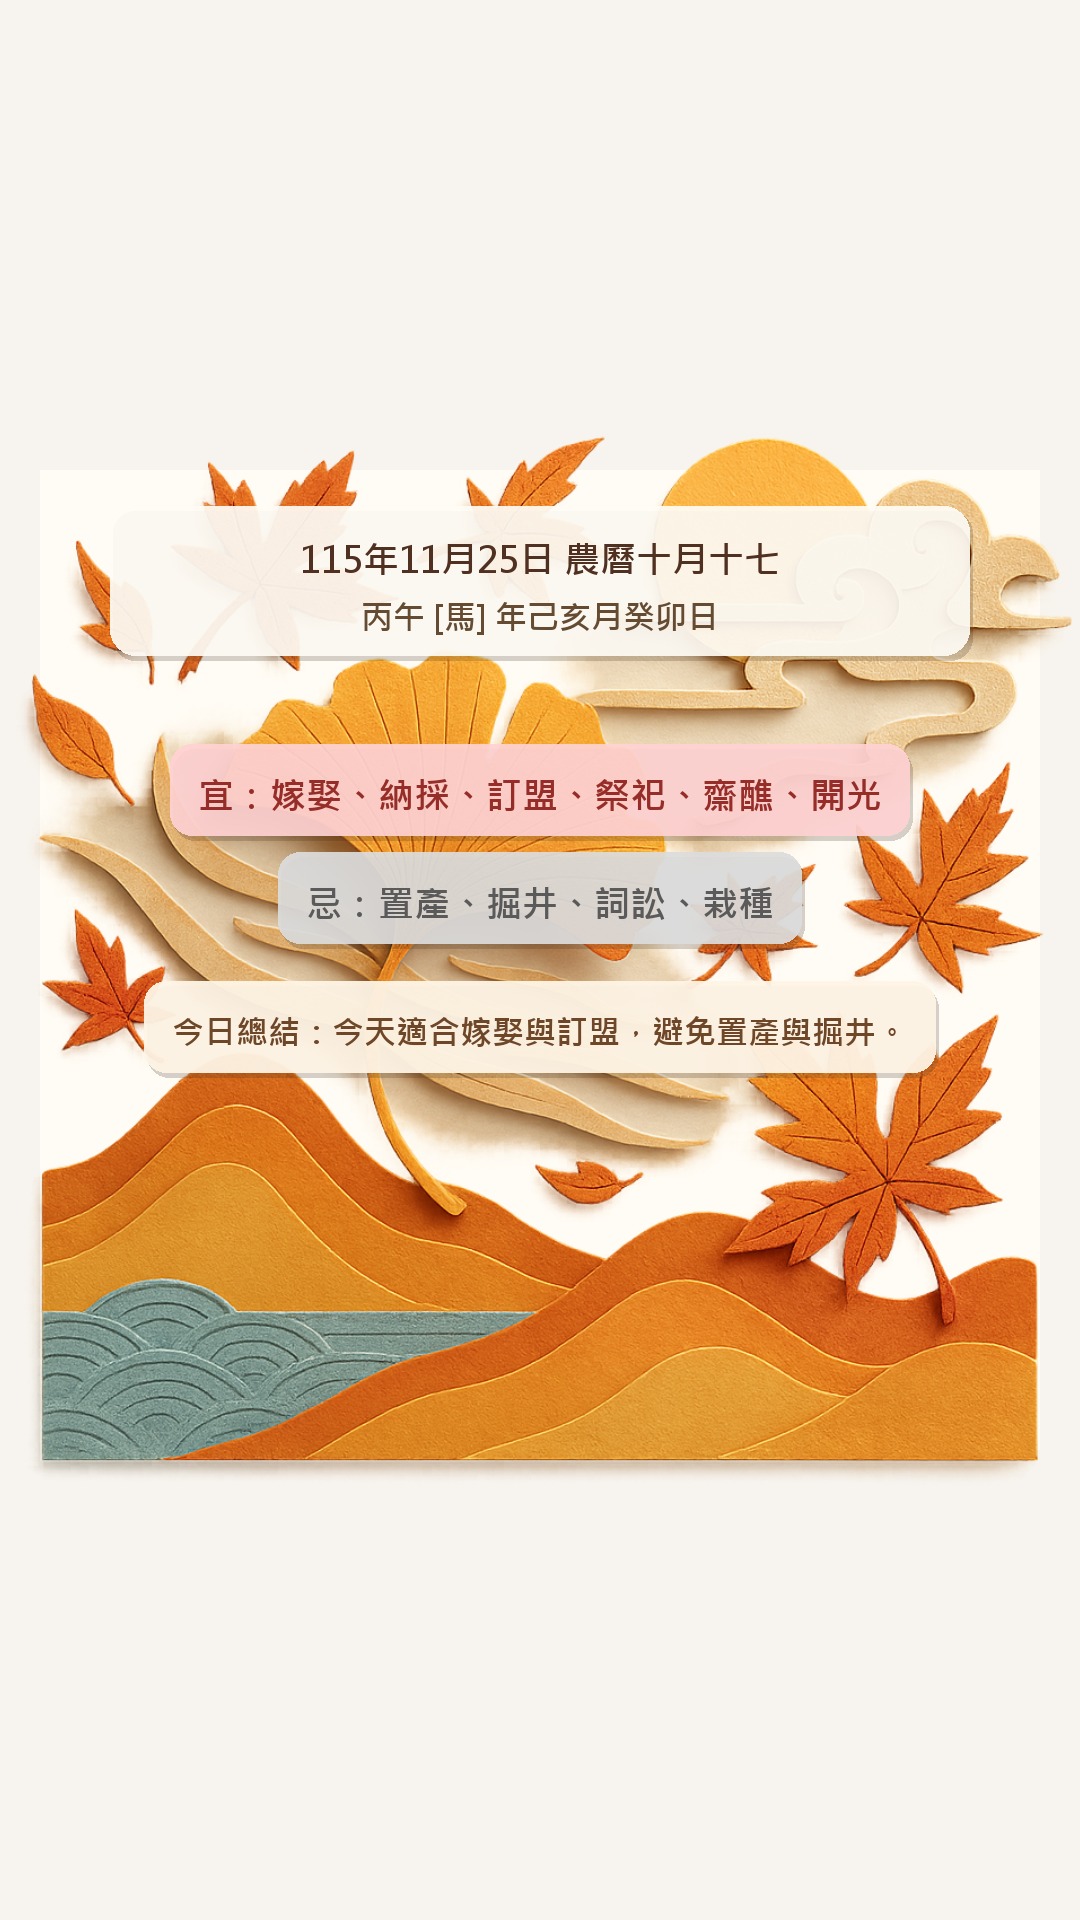 115年11月25日 農曆十月十七
丙午 [馬] 年己亥月癸卯日
宜：嫁娶、納採、訂盟、祭祀、齋醮、開光
忌：置產、掘井、詞訟、栽種
今日總結：今天適合嫁娶與訂盟，避免置產與掘井。